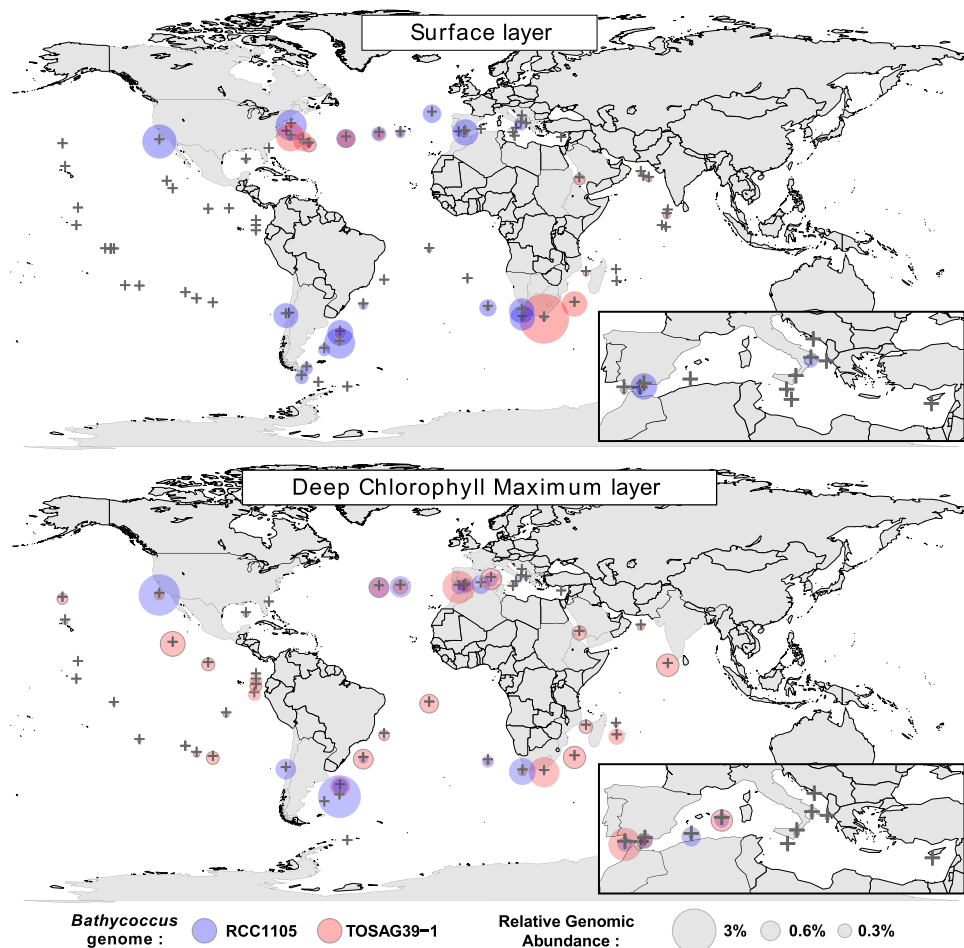 Surface layer
Deep Chlorophyll Maximum layer
Bathycoccus
genome :
RCC1105
TOSAG39−1
Relative Genomic
Abundance :
3%
0.6%
0.3%